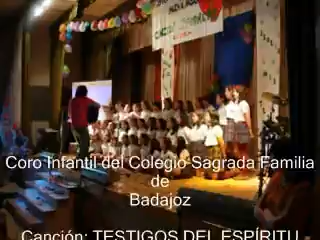 Coro Infantil del Colegio Sagrada Familia
de
Badajoz
Canción: TESTIGOS DEL ESPÍRITU